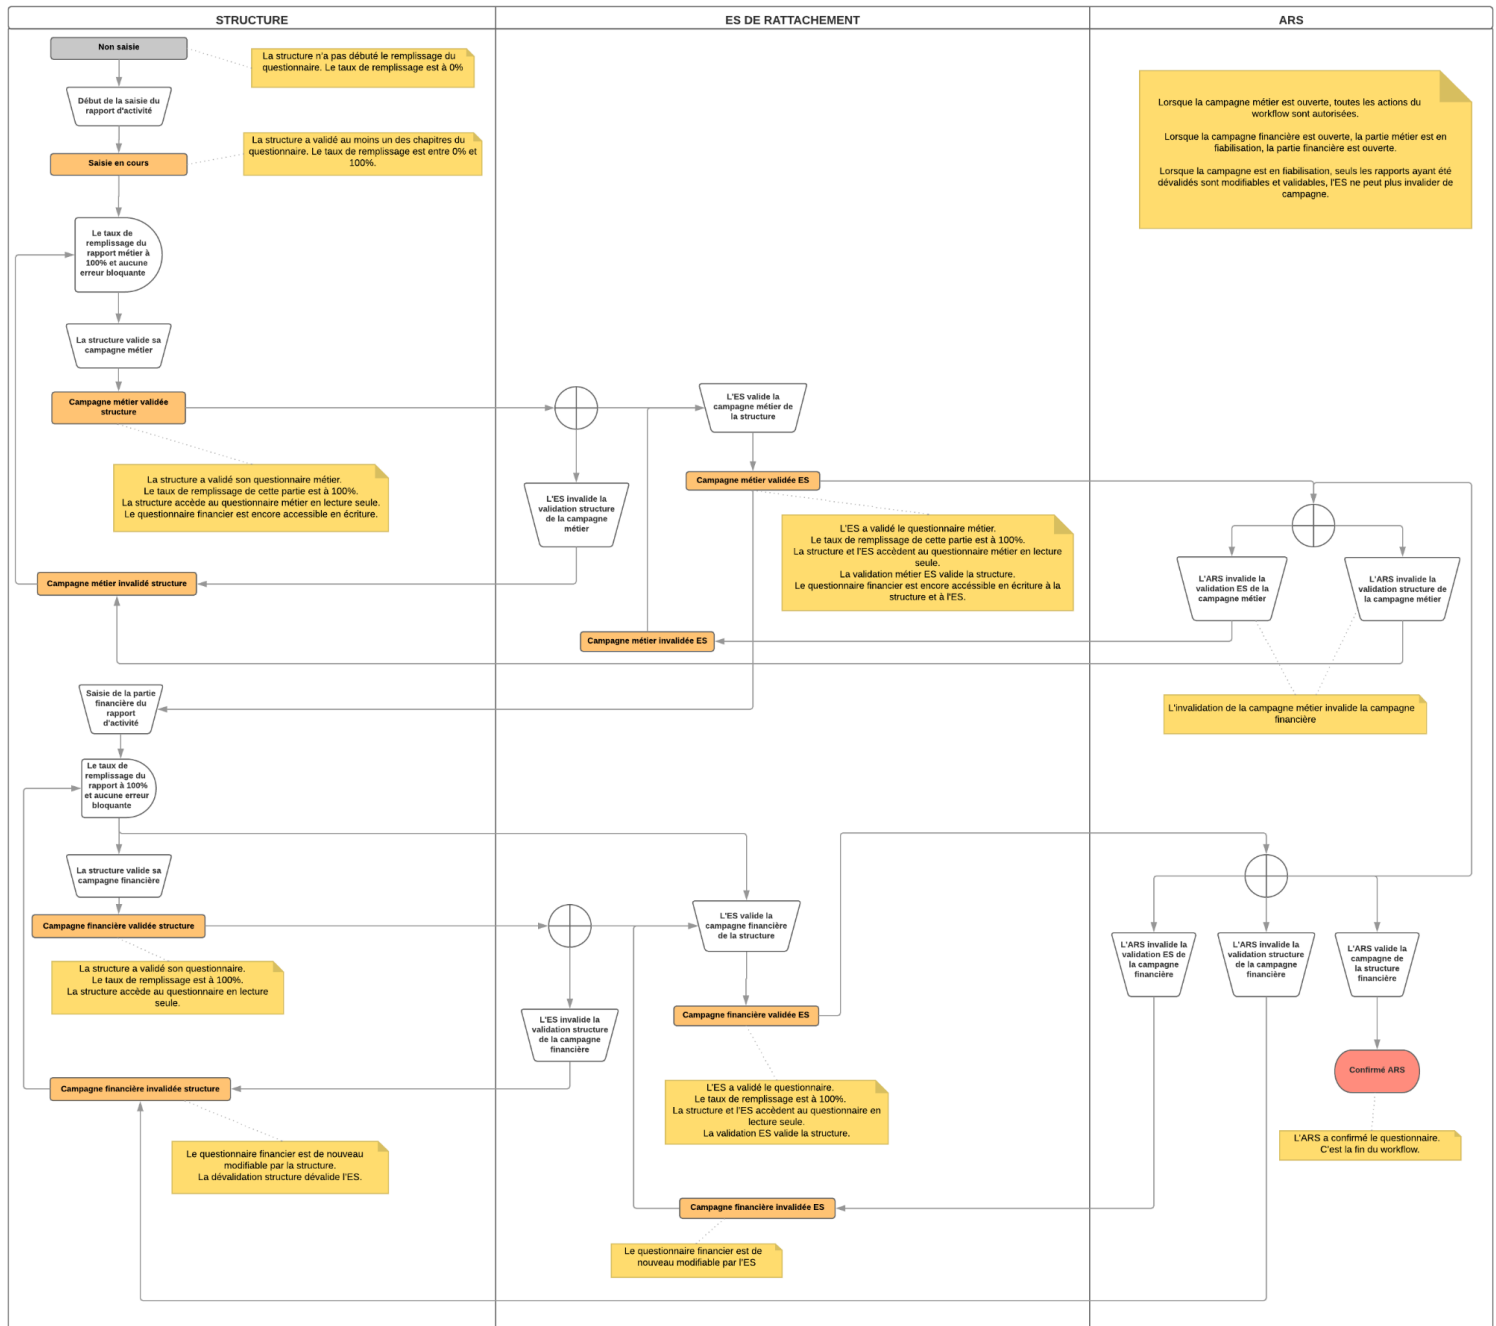 STRUCTURE
ES DE RATTACHEMENT
ARS
Non saisie
La structure n'a pas débuté le remplissage du
questionnaire. Le taux de remplissage est à 0%
Début de la saisie du
rapport d'activité
Saisie en cours
La structure a validé au moins un des chapitres du
questionnaire. Le taux de remplissage est entre 0% et
100%.
Lorsque la campagne métier est ouverte, toutes les actions du
workflow sont autorisées.
Lorsque la campagne financière est ouverte, la partie métier est en
fiabilisation, la partie financière est ouverte.
Lorsque la campagne est en fiabilisation, seuls les rapports ayant été
dévalidés sont modifiables et validables, l'ES ne peut plus invalider de
campagne.
Le taux de
remplissage du
rapport métier à
100% et aucune
erreur bloquante
La structure valide sa
campagne métier
Campagne métier validée
structure
La structure a validé son questionnaire métier.
Le taux de remplissage de cette partie est à 100%.
La structure accède au questionnaire métier en lecture seule.
Le questionnaire financier est encore accessible en écriture.
L'ES valide la
campagne métier de
la structure
Campagne métier validée ES
L'ES invalide la
validation structure
de la campagne
métier
L'ES a validé le questionnaire métier.
Le taux de remplissage de cette partie est à 100%.
La structure et l'ES accèdent au questionnaire métier en lecture
seule.
La validation métier ES valide la structure.
Le questionnaire financier est encore accéssible en écriture à la
structure et à l'ES.
L'ARS invalide la
validation ES de la
campagne métier
L'ARS invalide la
validation structure de
la campagne métier
Campagne métier invalidé structure
Campagne métier invalidée ES
L'invalidation de la campagne métier invalide la campagne
financière
Saisie de la partie
financière du
rapport
d'activité
Le taux de
remplissage du
rapport à 100%
et aucune erreur
bloquante
La structure valide sa
campagne financière
Campagne financière validée structure
La structure a validé son questionnaire.
Le taux de remplissage est à 100%.
La structure accède au questionnaire en lecture
seule.
L'ES valide la
campagne financière
de la structure
Campagne financière validée ES
L'ES invalide la
validation structure
de la campagne
financière
L'ARS invalide la
validation ES de
la campagne
financière
L'ARS invalide la
validation structure
de la campagne
financière
L'ARS valide la
campagne de
la structure
financière
Confirmé ARS
L'ARS a confirmé le questionnaire.
C'est la fin du workflow.
Campagne financière invalidée structure
Le questionnaire financier est de nouveau
modifiable par la structure.
La dévalidation structure dévalide l'ES.
L'ES a validé le questionnaire.
Le taux de remplissage est à 100%.
La structure et l'ES accèdent au questionnaire en
lecture seule.
La validation ES valide la structure.
Campagne financière invalidée ES
Le questionnaire financier est de
nouveau modifiable par l'ES